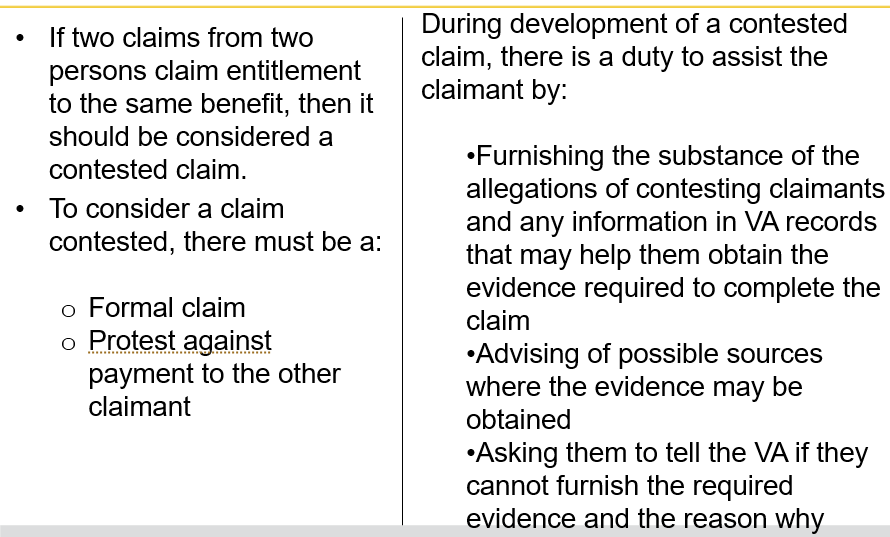 • If two claims from two
persons claim entitlement
to the same benefit, then it
should be considered a
contested claim.
• To consider a claim
contested, there must be a:
o Formal claim
o Protest against
payment to the other
claimant
During development of a contested
claim, there is a duty to assist the
claimant by:
•Furnishing the substance of the
allegations of contesting claimants
and any information in VA records
that may help them obtain the
evidence required to complete the
claim
•Advising of possible sources
where the evidence may be
obtained
•Asking them to tell the VA if they
cannot furnish the required
evidence and the reason why